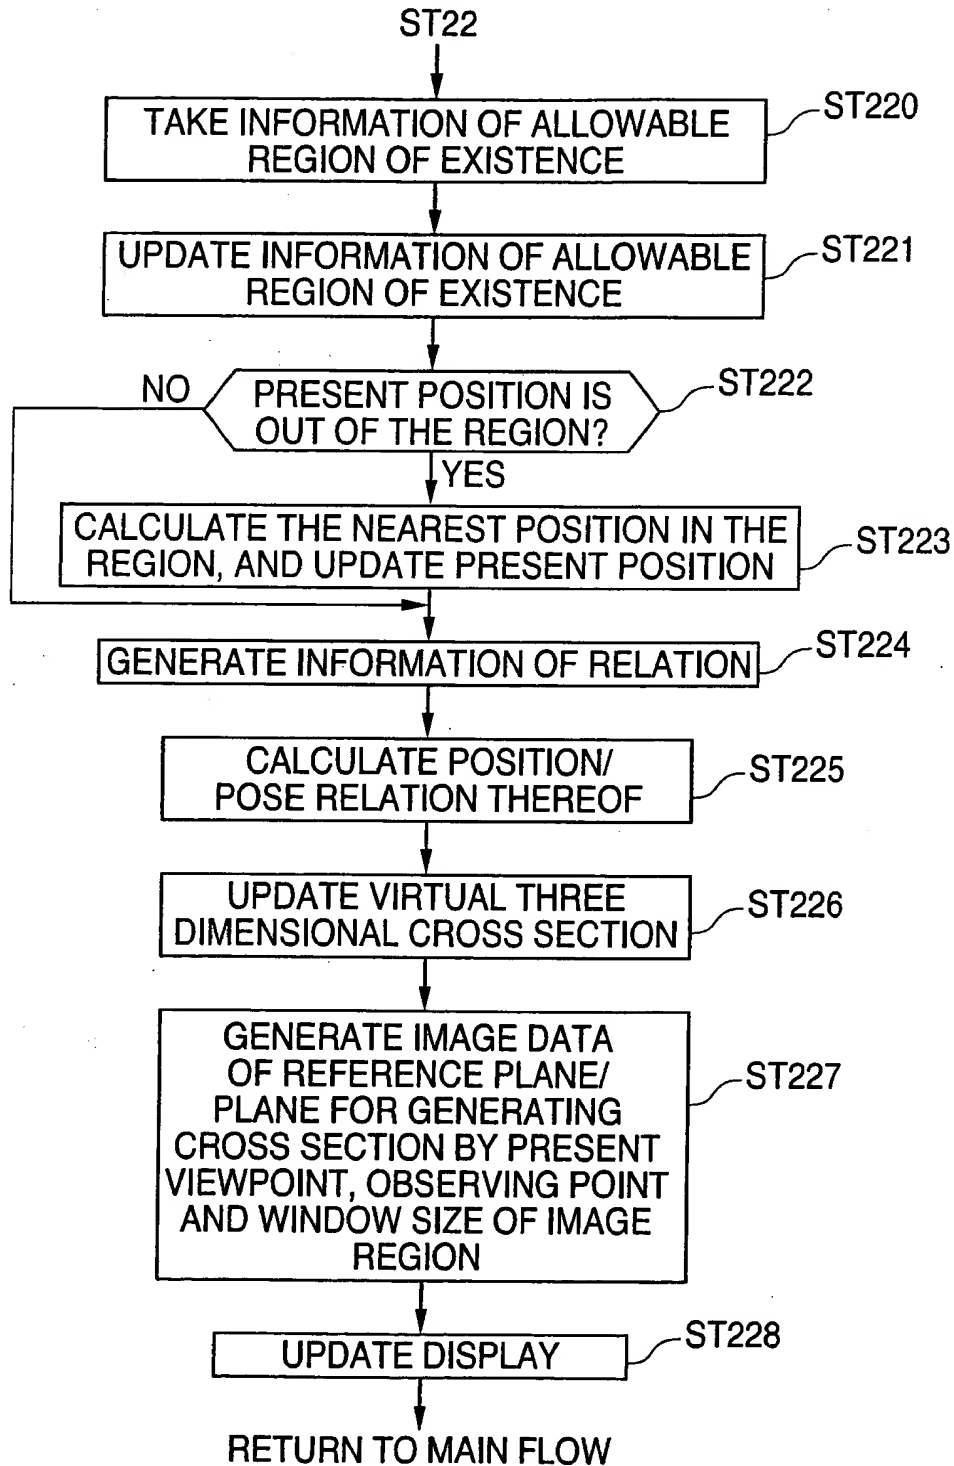 ST22
TAKE INFORMATION OF ALLOWABLE
REGION OF EXISTENCE
ST220
UPDATE INFORMATION OF ALLOWABLE
REGION OF EXISTENCE
ST221
NO
PRESENT POSITION IS
OUT OF THE REGION?
ST222
YES
CALCULATE THE NEAREST POSITION IN THE
REGION, AND UPDATE PRESENT POSITION
ST223
GENERATE INFORMATION OF RELATION
ST224
CALCULATE POSITION/
POSE RELATION THEREOF
ST225
UPDATE VIRTUAL THREE
DIMENSIONAL CROSS SECTION
ST226
GENERATE IMAGE DATA
OF REFERENCE PLANE/
PLANE FOR GENERATING
CROSS SECTION BY PRESENT
VIEWPOINT, OBSERVING POINT
AND WINDOW SIZE OF IMAGE
REGION
ST227
UPDATE DISPLAY
ST228
RETURN TO MAIN FLOW